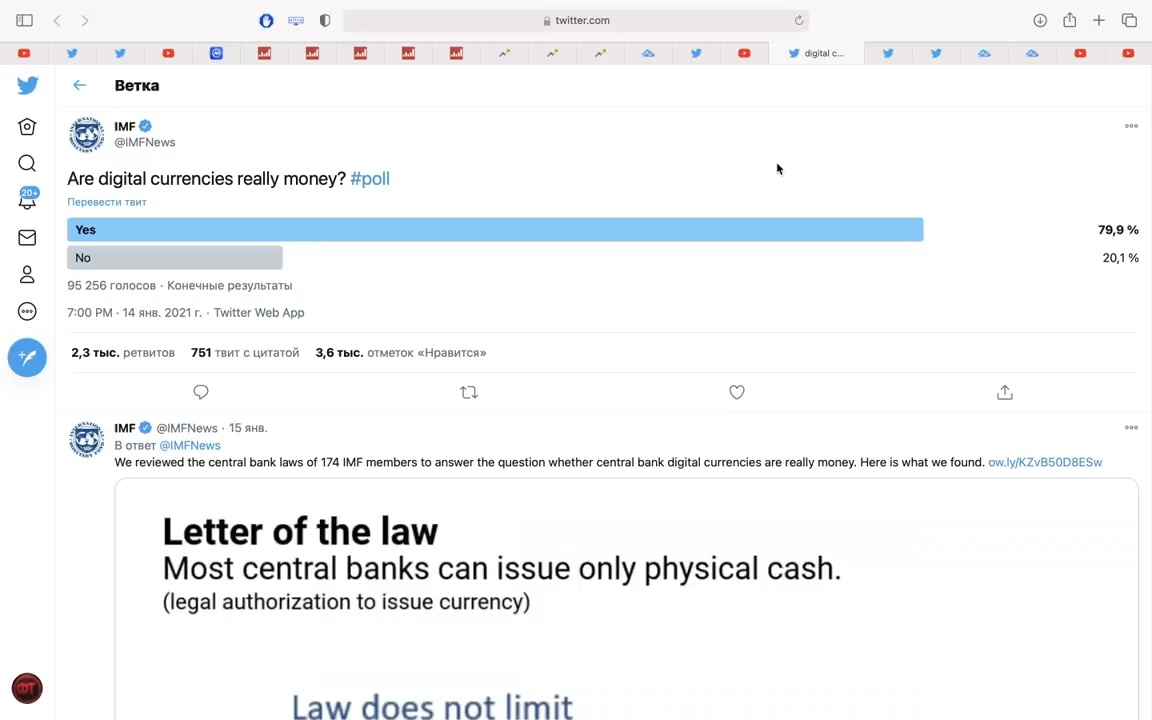 twitter.com
digital c...
Ветка
IMF
@IMFNews
Are digital currencies really money? #poll
Перевести твит
Yes 79,9 %
No 20,1 %
95 256 голосов · Конечные результаты
7:00 PM · 14 янв. 2021 г. · Twitter Web App
2,3 тыс. ретвитов 751 твит с цитатой 3,6 тыс. отметок «Нравится»
20+
IMF @IMFNews · 15 янв.
В ответ @IMFNews
We reviewed the central bank laws of 174 IMF members to answer the question whether central bank digital currencies are really money. Here is what we found. ow.ly/KZvB50D8ESw
Letter of the law
Most central banks can issue only physical cash.
(legal authorization to issue currency)
Law does not limit